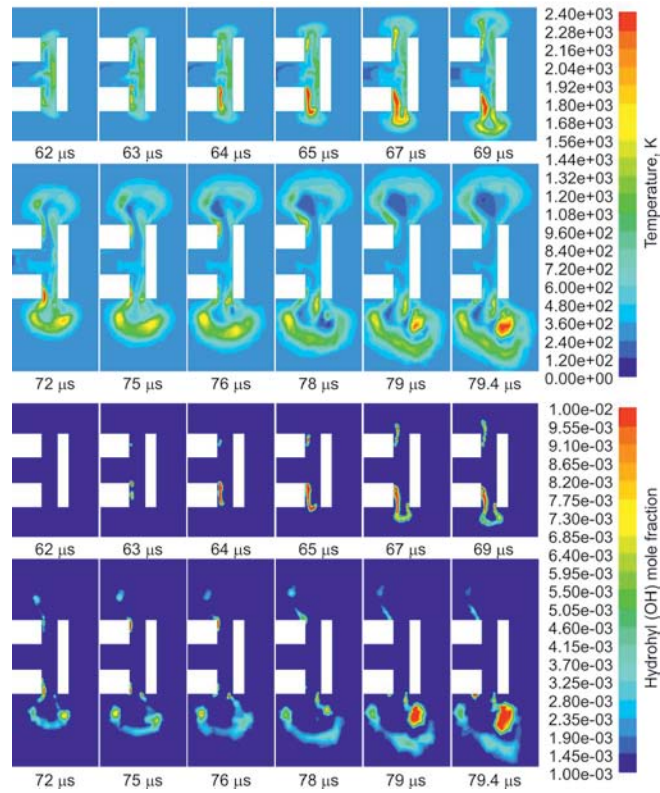 2.40e+03
2.28e+03
2.16e+03
2.04e+03
1.92e+03
1.80e+03
1.68e+03
1.56e+03
1.44e+03
1.32e+03
1.20e+03
1.08e+03
9.60e+02
8.40e+02
7.20e+02
6.00e+02
4.80e+02
3.60e+02
2.40e+02
1.20e+02
0.00e+00
Temperature, K
62 μs 63 μs 64 μs 65 μs 67 μs 69 μs
72 μs 75 μs 76 μs 78 μs 79 μs 79.4 μs
1.00e-02
9.55e-03
9.10e-03
8.65e-03
8.20e-03
7.75e-03
7.30e-03
6.85e-03
6.40e-03
5.95e-03
5.50e-03
5.05e-03
4.60e-03
4.15e-03
3.70e-03
3.25e-03
2.80e-03
2.35e-03
1.90e-03
1.45e-03
1.00e-03
Hydrohyl (OH) mole fraction
62 μs 63 μs 64 μs 65 μs 67 μs 69 μs
72 μs 75 μs 76 μs 78 μs 79 μs 79.4 μs